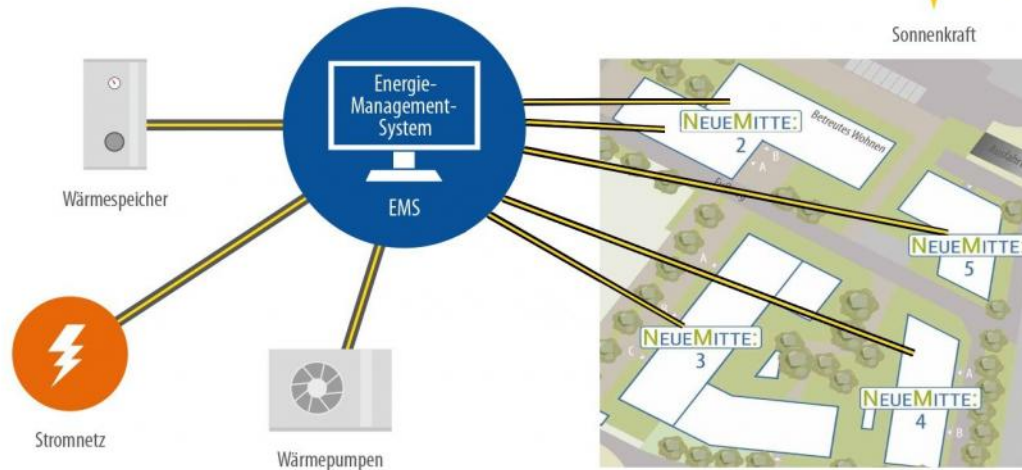 Sonnenkraft
Energie-
Management-
System
EMS
Wärmespeicher
Stromnetz
Wärmepumpen
NEUEMITTE:
2
Betreutes Wohnen
B
A
NEUEMITTE:
5
A
B
C
NEUEMITTE:
3
NEUEMITTE:
4
A
B